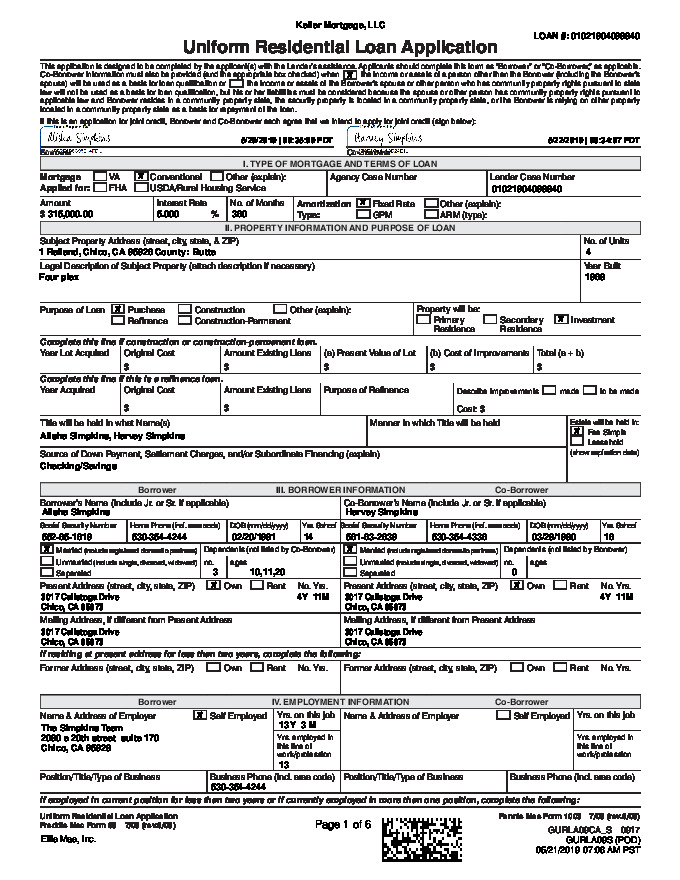 Keller Mortgage, LLC
LOAN #: 01021904098840
Uniform Residential Loan Application
This application is designed to be completed by the applicant(s) with the Lender's assistance. Applicants should complete this form as "Borrower" or "Co-Borrower," as applicable.
Co-Borrower information must also be provided (and the appropriate box checked) when X the income or assets of a person other than the Borrower (including the Borrower's
spouse) will be used as a basis for loan qualification or the income or assets of the Borrower's spouse or other person who has community property rights pursuant to state
law will not be used as a basis for loan qualification, but his or her liabilities must be considered because the spouse or other person has community property rights pursuant to
applicable law and Borrower resides in a community property state, the security property is located in a community property state, or the Borrower is relying on other property
located in a community property state as a basis for repayment of the loan.
If this is an application for joint credit, Borrower and Co-Borrower each agree that we intend to apply for joint credit (sign below):
Simpkins PDT Harvey Simpkins PDT
Borrower Co-Borrower
I. TYPE OF MORTGAGE AND TERMS OF LOAN
Mortgage VA X Conventional Other (explain): Agency Case Number Lender Case Number
Applied for: FHA USDA/Rural Housing Service 01021904098840
Amount Interest Rate No. of Months Amortization X Fixed Rate Other (explain):
$ 315,000.00 5.000 % 360 Type: GPM ARM (type):
II. PROPERTY INFORMATION AND PURPOSE OF LOAN
Subject Property Address (street, city, state, & ZIP) No. of Units
Chico, CA 95926 County: Butte 4
Legal Description of Subject Property (attach description if necessary) Year Built
Four plex
Purpose of Loan X Purchase Construction Other (explain): Property will be:
Refinance Construction-Permanent Primary Residence Secondary Residence X Investment
Complete this line if construction or construction-permanent loan.
Year Lot Acquired Original Cost Amount Existing Liens (a) Present Value of Lot (b) Cost of Improvements Total (a + b)
$ $ $ $ $
Complete this line if this is a refinance loan.
Year Acquired Original Cost Amount Existing Liens Purpose of Refinance Describe Improvements made to be made
$ $ Cost: $
Title will be held in what Name(s) Manner in which Title will be held Estate will be held in:
Alisha Simpkins, Harvey Simpkins X Fee Simple
Leasehold
Source of Down Payment, Settlement Charges, and/or Subordinate Financing (explain) (show expiration date)
Checking/Savings
Borrower III. BORROWER INFORMATION Co-Borrower
Borrower's Name (include Jr. or Sr. if applicable) Co-Borrower's Name (include Jr. or Sr. if applicable)
Alisha Simpkins Harvey Simpkins
Social Security Number Home Phone (incl. area code) DOB (mm/dd/yyyy) Yrs. School Social Security Number Home Phone (incl. area code) DOB (mm/dd/yyyy) Yrs. School
530-354-4244 02/20/1981 14 530-354-4336 03/28/1980 16
X Married (include registered domestic partners) Dependents (not listed by Co-Borrower) X Married (include registered domestic partners) Dependents (not listed by Borrower)
Unmarried (include single, divorced, widowed) no. ages Unmarried (include single, divorced, widowed) no. ages
Separated 3 10,11,20 Separated 0
Present Address (street, city, state, ZIP) X Own Rent No. Yrs. Present Address (street, city, state, ZIP) X Own Rent No. Yrs.
3017 Calistoga Drive 4Y 11M 3017 Calistoga Drive 4Y 11M
Chico, CA 95973 Chico, CA 95973
Mailing Address, if different from Present Address Mailing Address, if different from Present Address
3017 Calistoga Drive 3017 Calistoga Drive
Chico, CA 95973 Chico, CA 95973
If residing at present address for less than two years, complete the following:
Former Address (street, city, state, ZIP) Own Rent No. Yrs. Former Address (street, city, state, ZIP) Own Rent No. Yrs.
Borrower IV. EMPLOYMENT INFORMATION Co-Borrower
Name & Address of Employer X Self Employed Yrs. on this job Name & Address of Employer Self Employed Yrs. on this job
The Simpkins Team 13Y 3M
e 20th street suite 170 Yrs. employed in this line of work/profession Yrs. employed in this line of work/profession
Chico, CA 95928
13
Position/Title/Type of Business Business Phone (incl. area code) Position/Title/Type of Business Business Phone (incl. area code)
530-354-4244
If employed in current position for less than two years or if currently employed in more than one position, complete the following:
Uniform Residential Loan Application Fannie Mae Form 1003 7/05 (rev.6/09)
Freddie Mac Form 65 7/05 (rev.6/09) Page 1 of 6 GURLA09CA_S 0917
Ellie Mae, Inc. GURLA09S (POD)
05/21/2019 07:06 AM PST